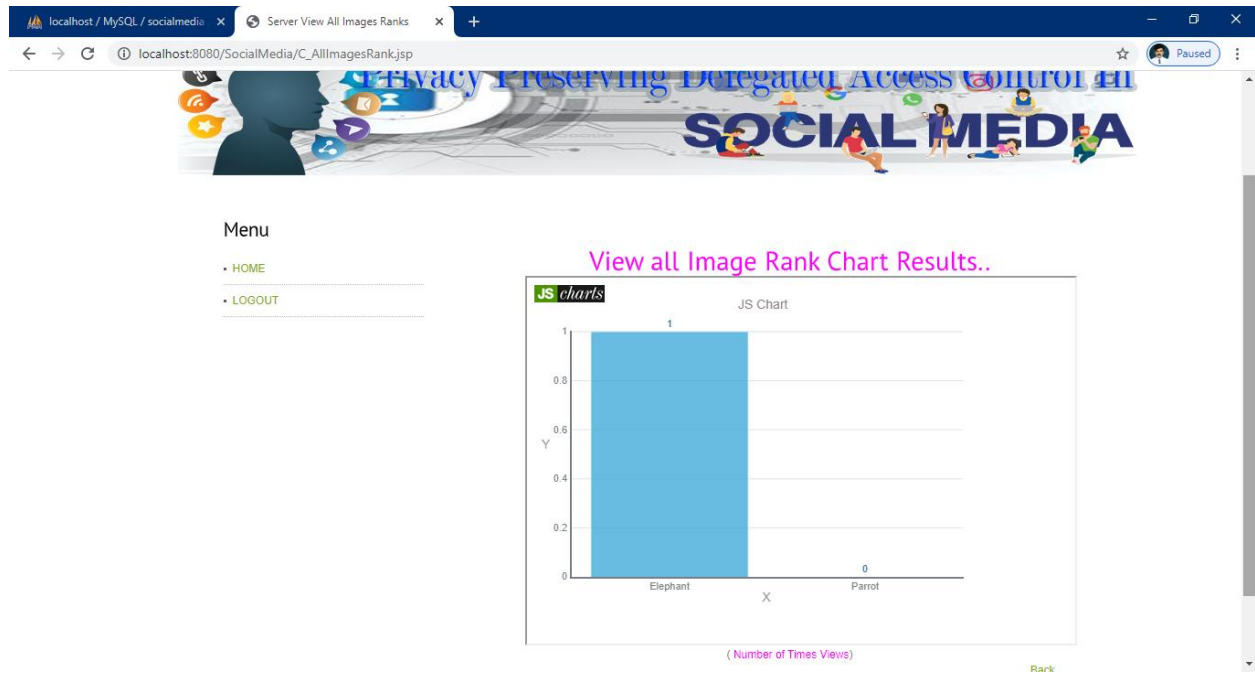 localhost / MySQL / socialmedia
Server View All Images Ranks
localhost:8080/SocialMedia/C_AllImagesRank.jsp
Paused
Privacy Preserving Delegated Access Control In
SOCIAL MEDIA
Menu
HOME
LOGOUT
View all Image Rank Chart Results..
JS charts
JS Chart
1
1
0.8
0.6
Y
0.4
0.2
0
0
Elephant
Parrot
X
( Number of Times Views)
Back